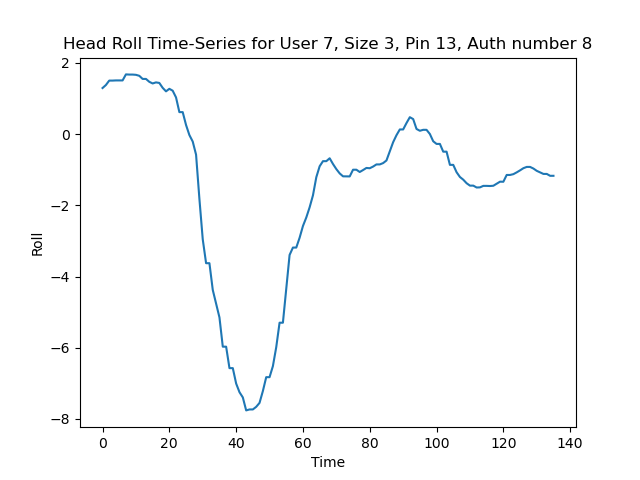 Head Roll Time-Series for User 7, Size 3, Pin 13, Auth number 8
2
0
−2
−4
−6
−8
Roll
0 20 40 60 80 100 120 140
Time